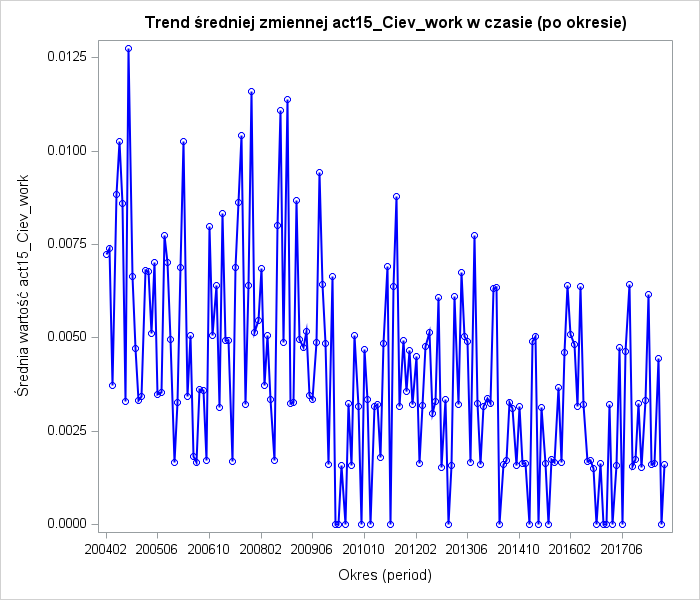 Trend średniej zmiennej act15_Ciev_work w czasie (po okresie)
Średnia wartość act15_Ciev_work
0.0125
0.0100
0.0075
0.0050
0.0025
0.0000
200402 200506 200610 200802 200906 201010 201202 201306 201410 201602 201706
Okres (period)